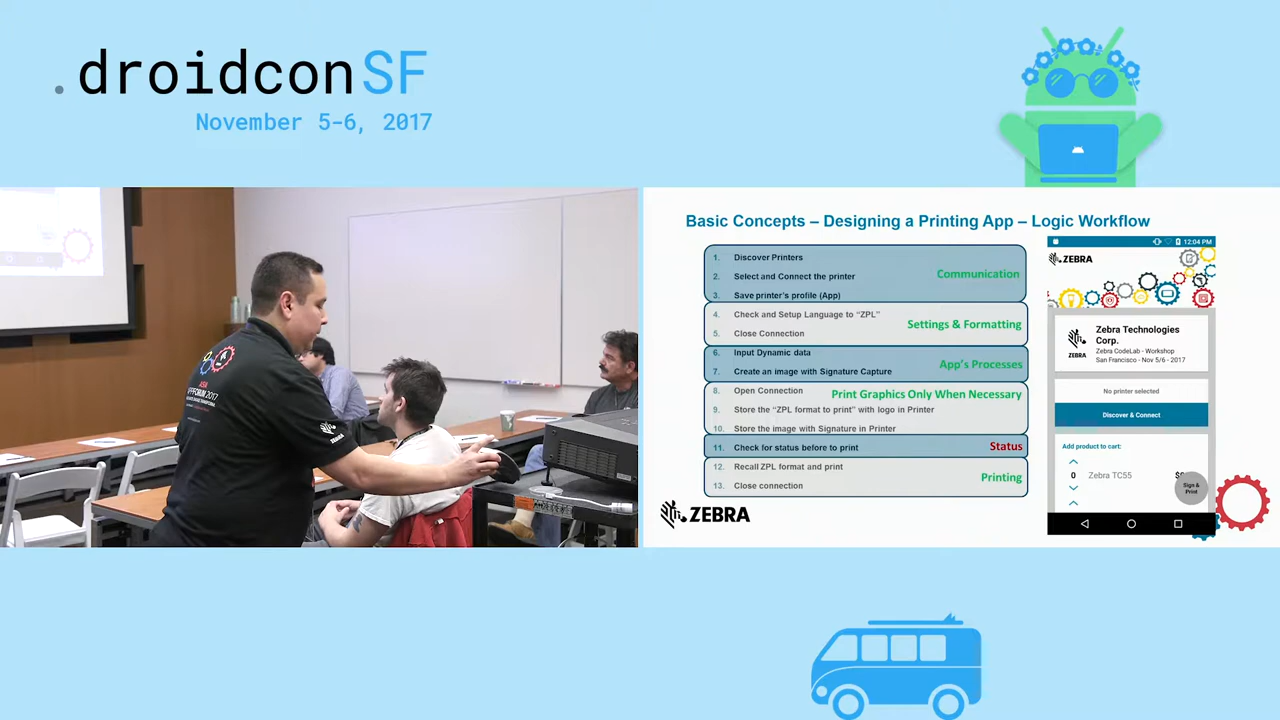 .droidconSF
November 5-6, 2017
ASIA
FORUM 2017
ZEBRA
Basic Concepts – Designing a Printing App – Logic Workflow
1. Discover Printers
2. Select and Connect the printer
3. Save printer's profile (App)
Communication
4. Check and Setup Language to “ZPL”
5. Close Connection
Settings & Formatting
6. Input Dynamic data
7. Create an image with Signature Capture
App's Processes
8. Open Connection
9. Store the “ZPL format to print” with logo in Printer
10. Store the image with Signature in Printer
Print Graphics Only When Necessary
11. Check for status before to print
Status
12. Recall ZPL format and print
13. Close connection
Printing
ZEBRA
12:04 PM
ZEBRA
ZEBRA
Zebra Technologies
Corp.
Zebra CodeLab - Workshop
San Francisco - Nov 5/6 - 2017
No printer selected
Discover & Connect
Add product to cart:
0 Zebra TC55
Sign &
Print